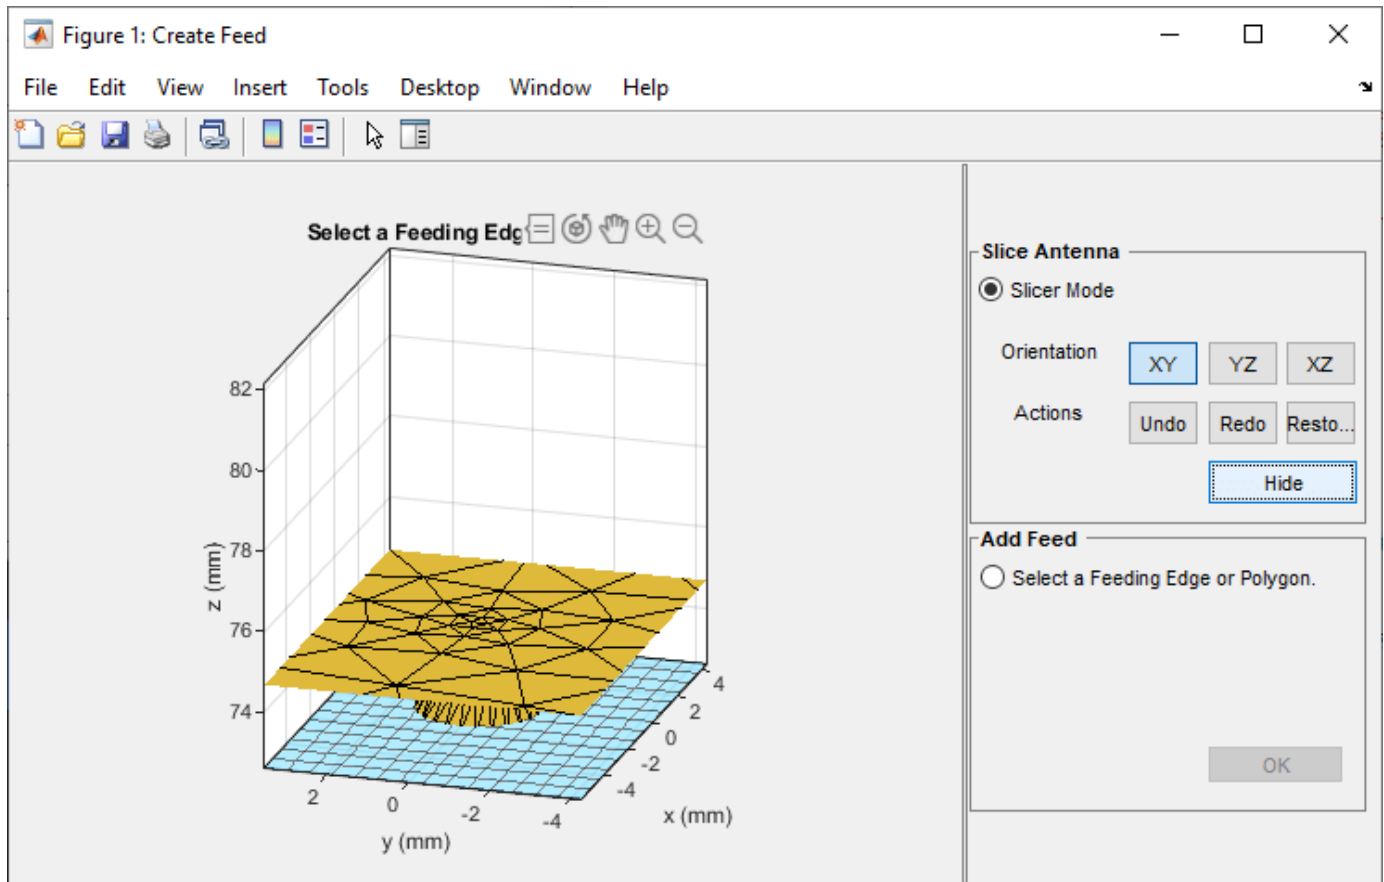 Figure 1: Create Feed
File Edit View Insert Tools Desktop Window Help
Select a Feeding Edg
82
80
78
76
74
z (mm)
2
0
-2
-4
y (mm)
4
2
0
-2
-4
x (mm)
Slice Antenna
Slicer Mode
Orientation XY YZ XZ
Actions Undo Redo Resto...
Hide
Add Feed
Select a Feeding Edge or Polygon.
OK